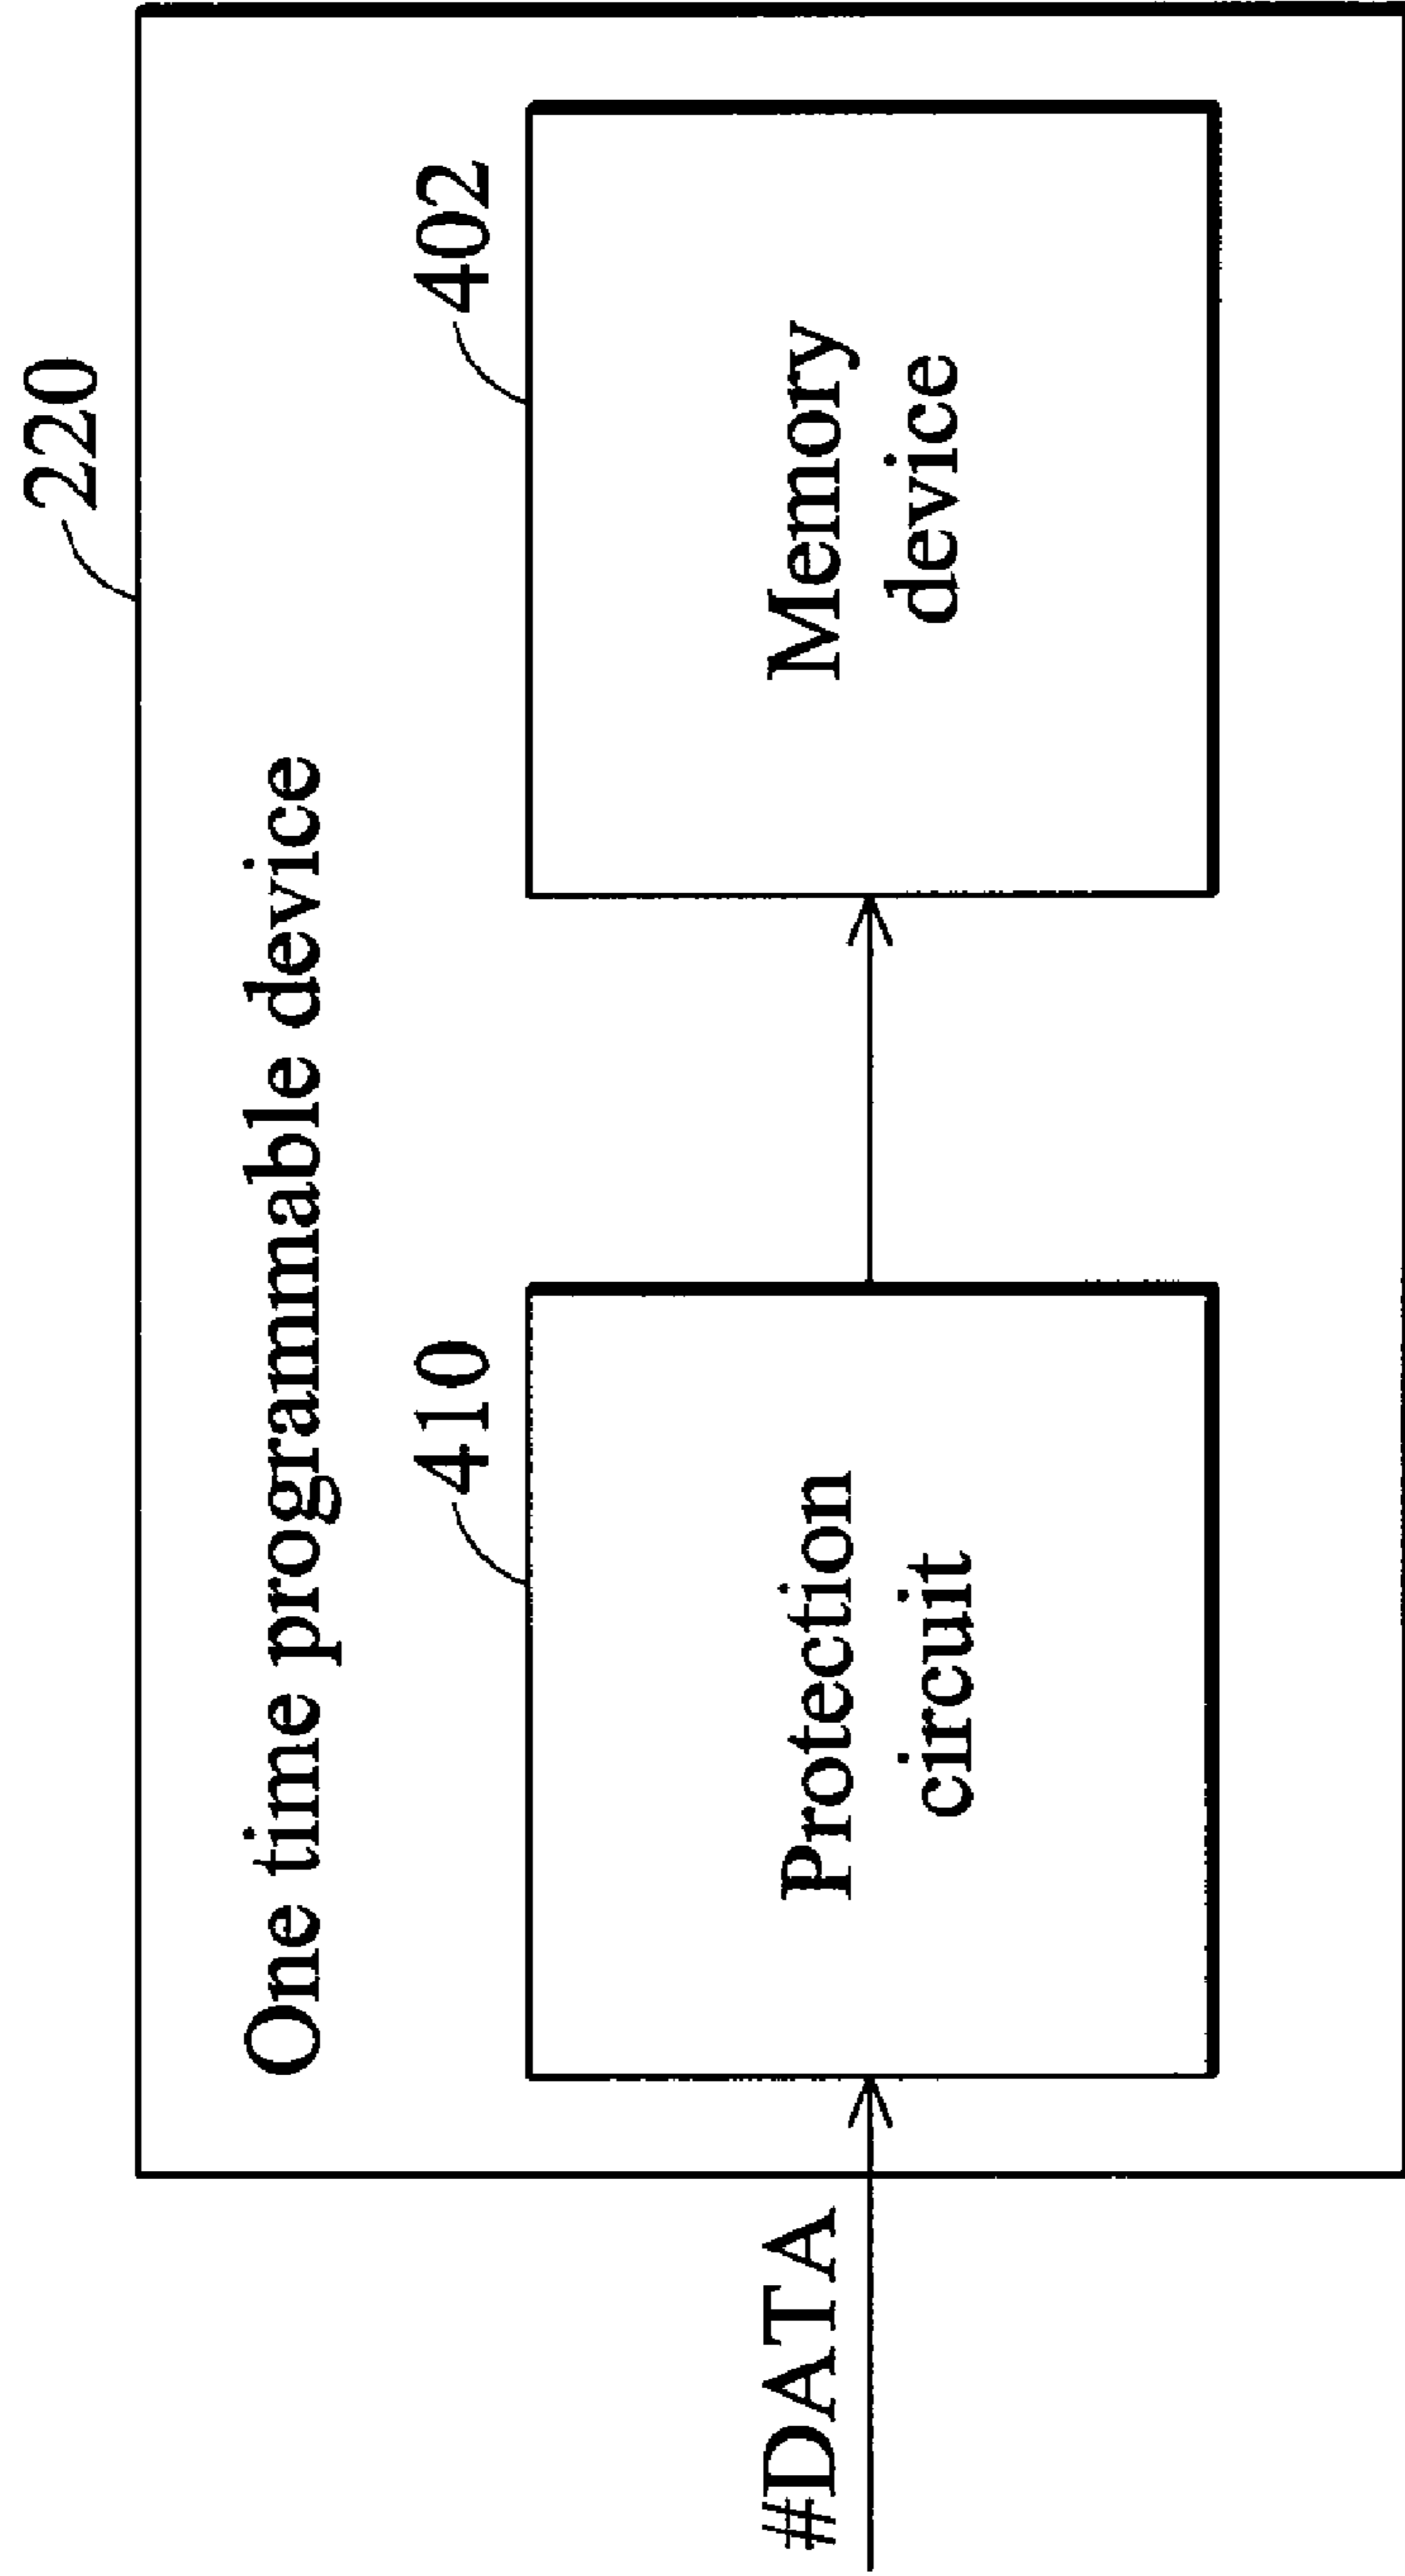 220
One time programmable device
410
402
#DATA
Protection
circuit
Memory
device